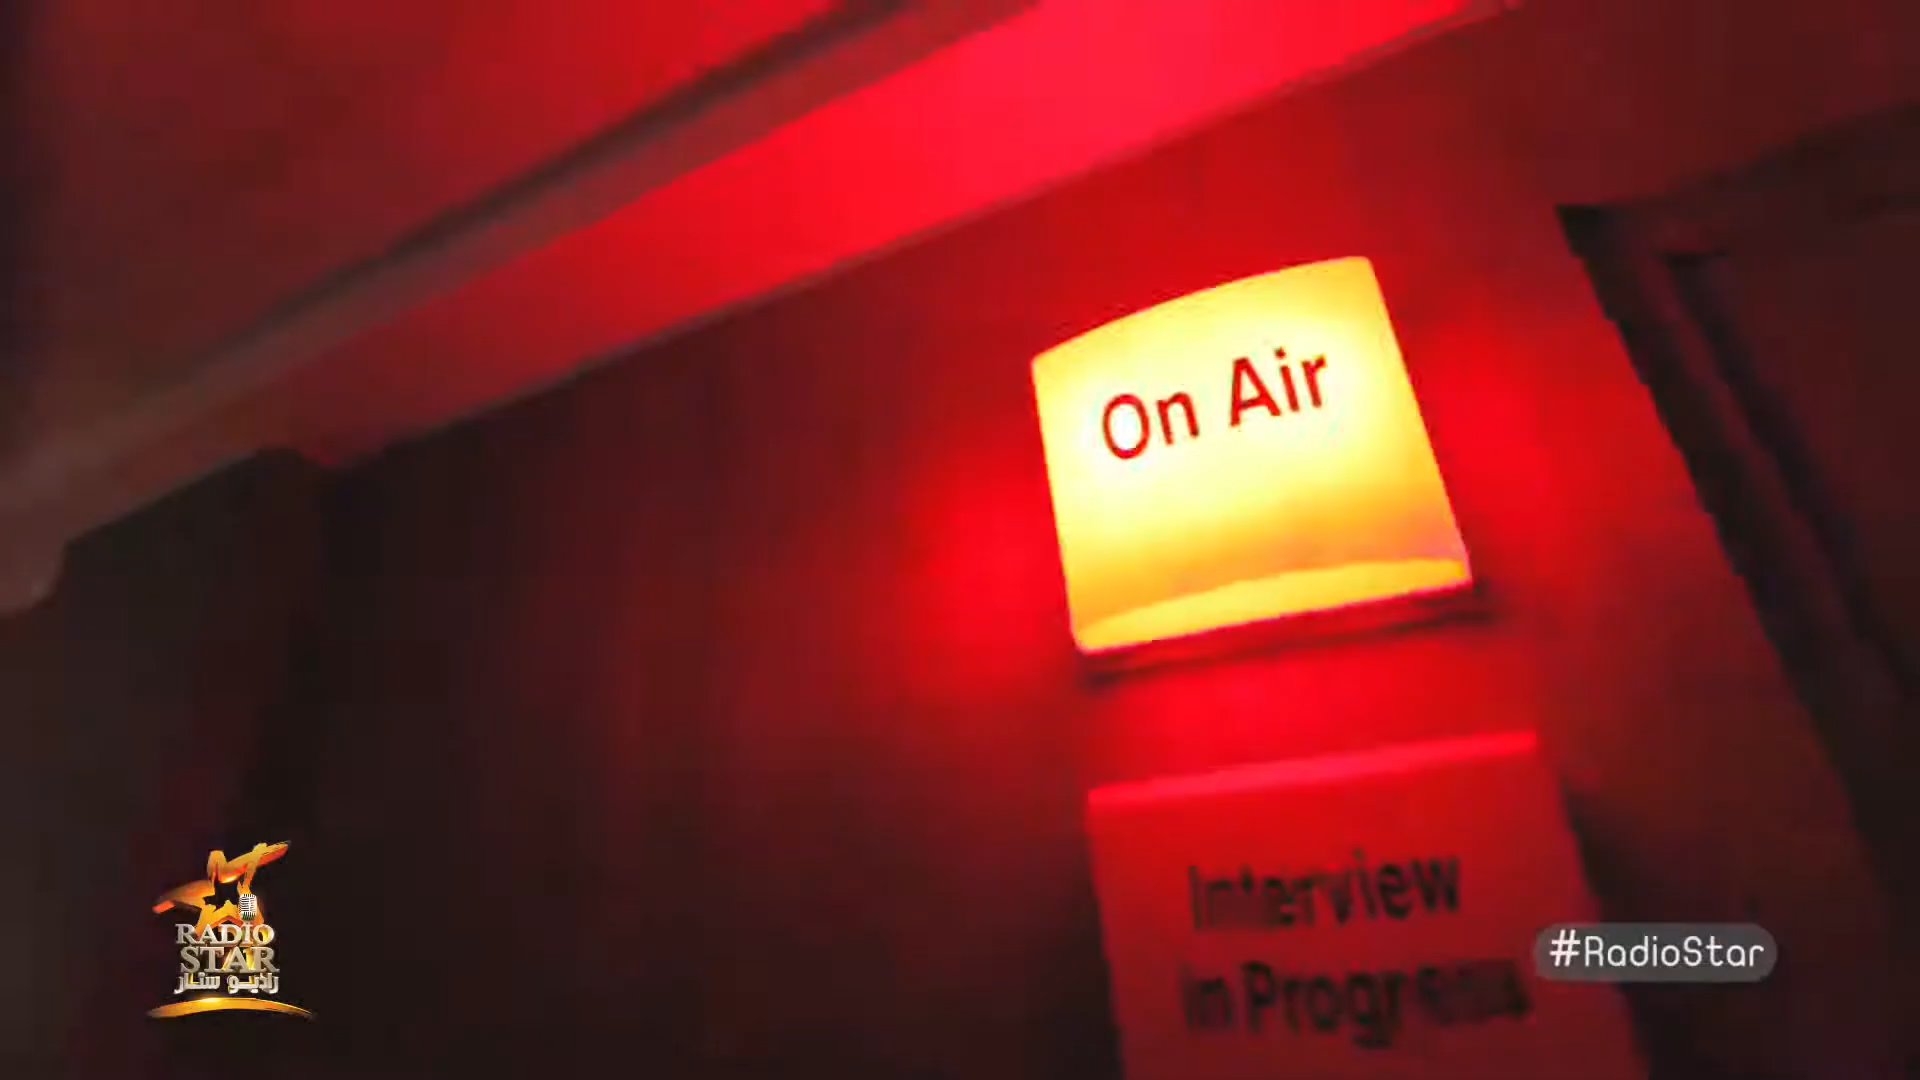 On Air
Interview
in Progress
#RadioStar
RADIO
STAR
راديو ستار